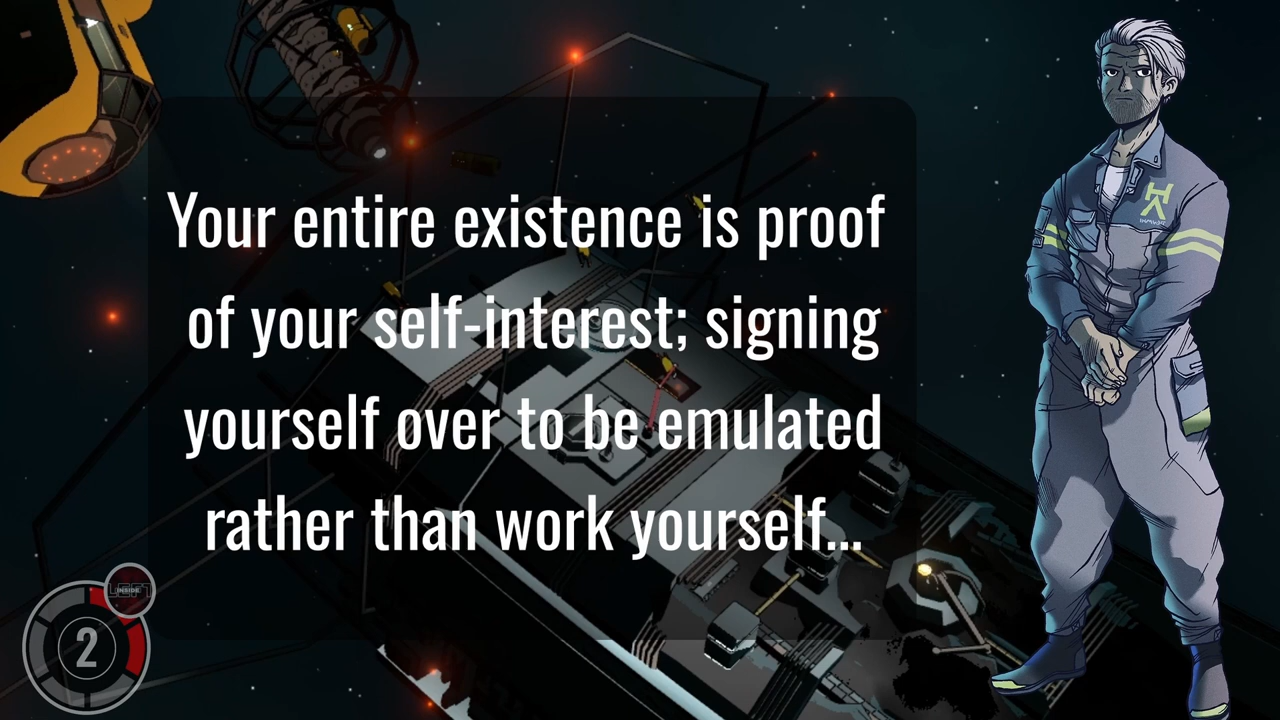 Your entire existence is proof
of your self-interest; signing
yourself over to be emulated
rather than work yourself...
2
INSIDE